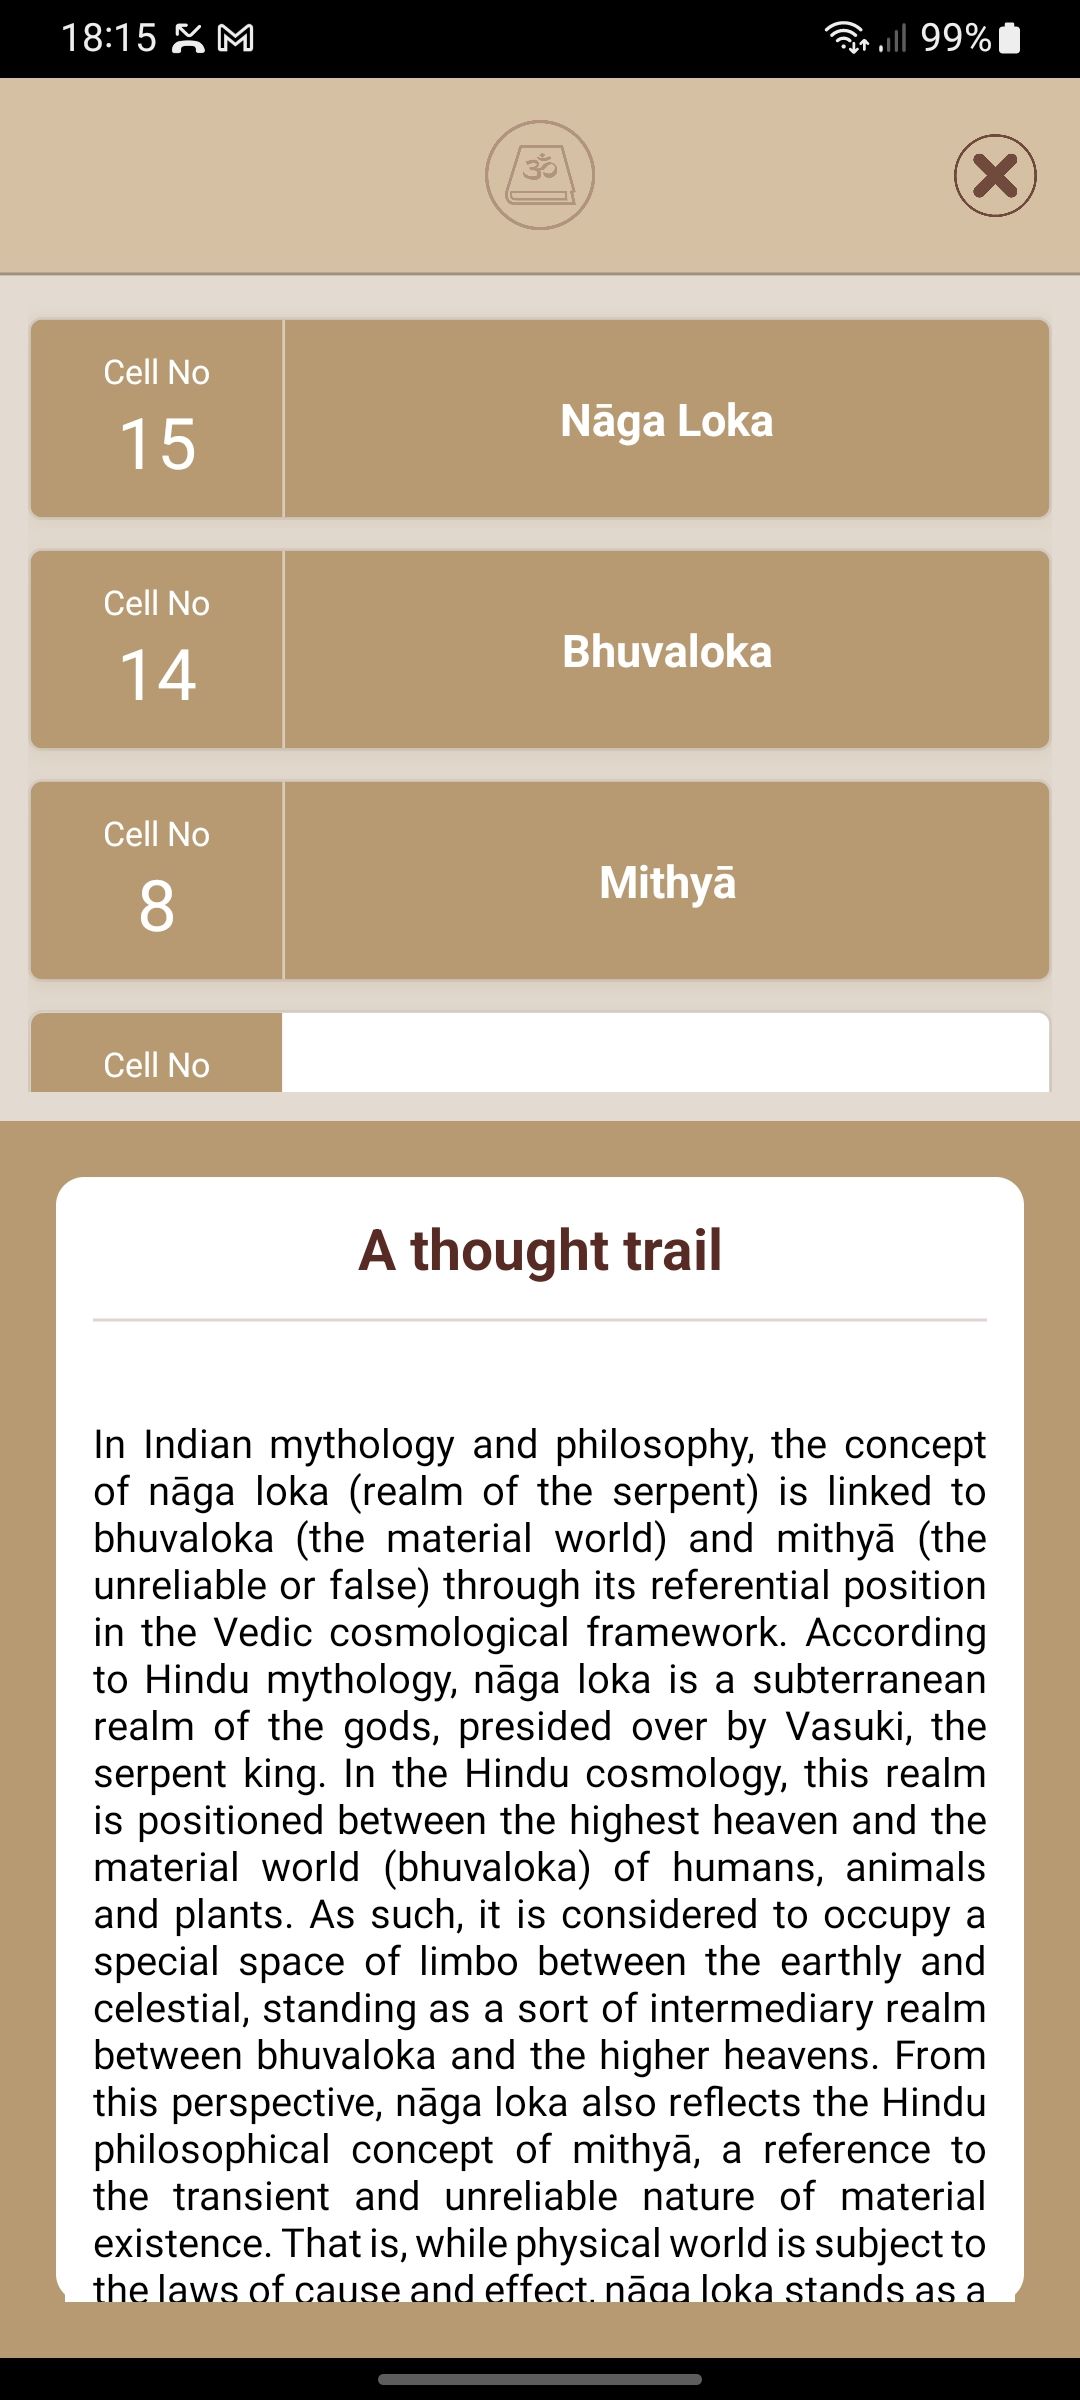 18:15
99%
ॐ
Cell No
15
Nāga Loka
Cell No
14
Bhuvaloka
Cell No
8
Mithyā
Cell No
A thought trail
In Indian mythology and philosophy, the concept
of nāga loka (realm of the serpent) is linked to
bhuvaloka (the material world) and mithyā (the
unreliable or false) through its referential position
in the Vedic cosmological framework. According
to Hindu mythology, nāga loka is a subterranean
realm of the gods, presided over by Vasuki, the
serpent king. In the Hindu cosmology, this realm
is positioned between the highest heaven and the
material world (bhuvaloka) of humans, animals
and plants. As such, it is considered to occupy a
special space of limbo between the earthly and
celestial, standing as a sort of intermediary realm
between bhuvaloka and the higher heavens. From
this perspective, nāga loka also reflects the Hindu
philosophical concept of mithyā, a reference to
the transient and unreliable nature of material
existence. That is, while physical world is subject to
the laws of cause and effect, nāga loka stands as a